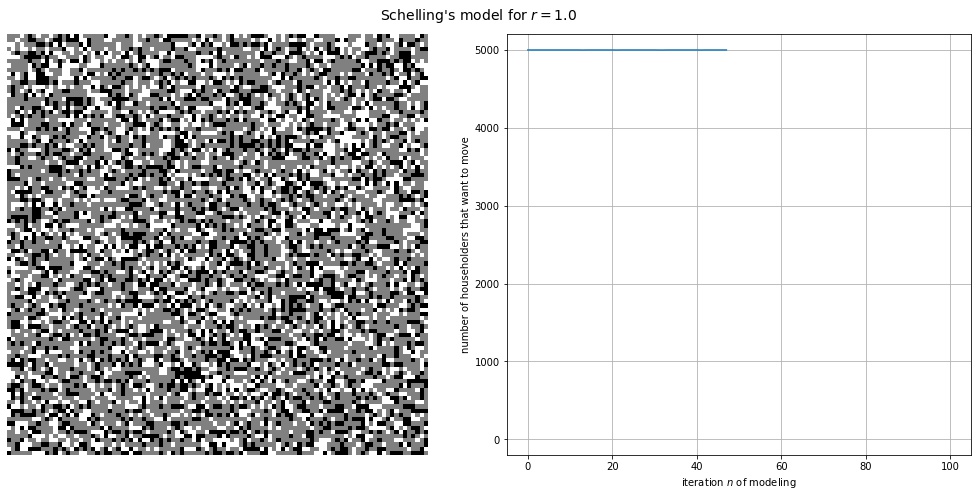 Schelling's model for r = 1.0
number of householders that want to move
5000
4000
3000
2000
1000
0
0 20 40 60 80 100
iteration n of modeling